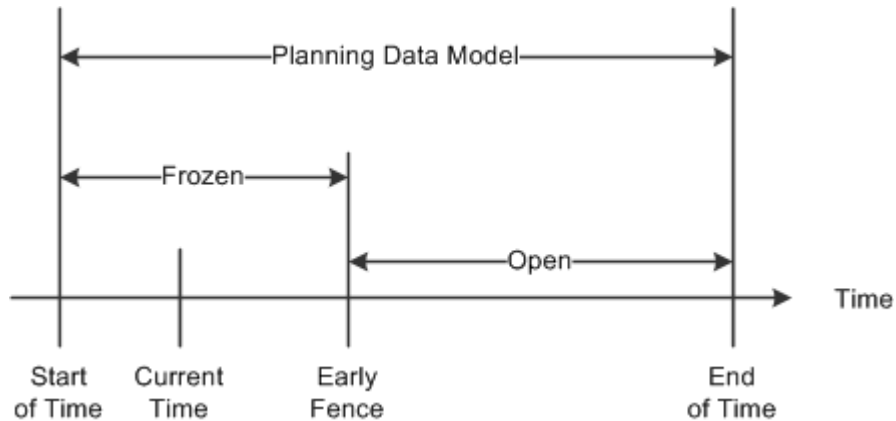 Planning Data Model
Frozen
Open
Time
Start
of Time
Current
Time
Early
Fence
End
of Time